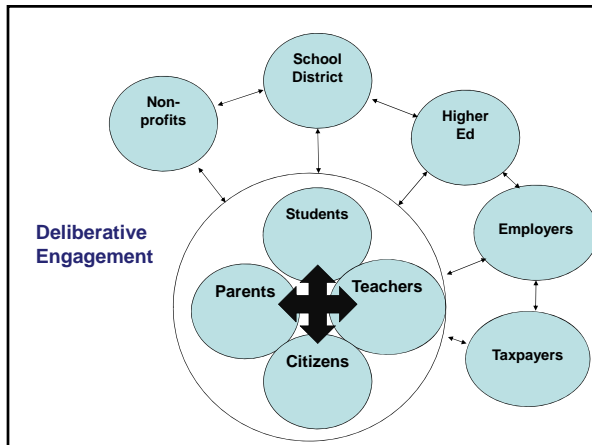 School
District
Non-
profits
Higher
Ed
Students
Employers
Deliberative
Engagement
Parents
Teachers
Citizens
Taxpayers